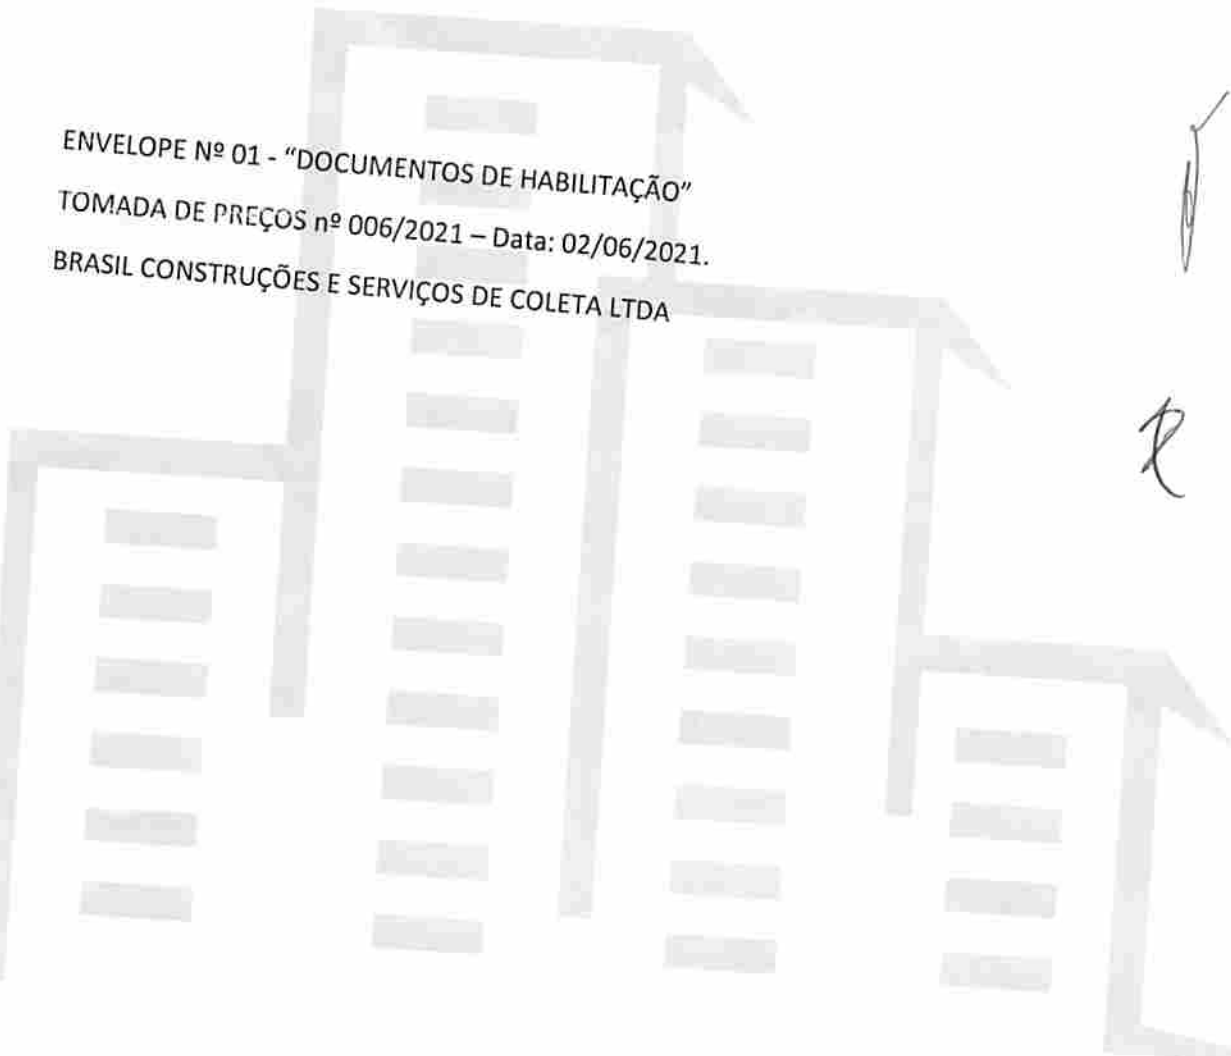 ENVELOPE Nº 01 - “DOCUMENTOS DE HABILITAÇÃO”
TOMADA DE PREÇOS nº 006/2021 – Data: 02/06/2021.
BRASIL CONSTRUÇÕES E SERVIÇOS DE COLETA LTDA